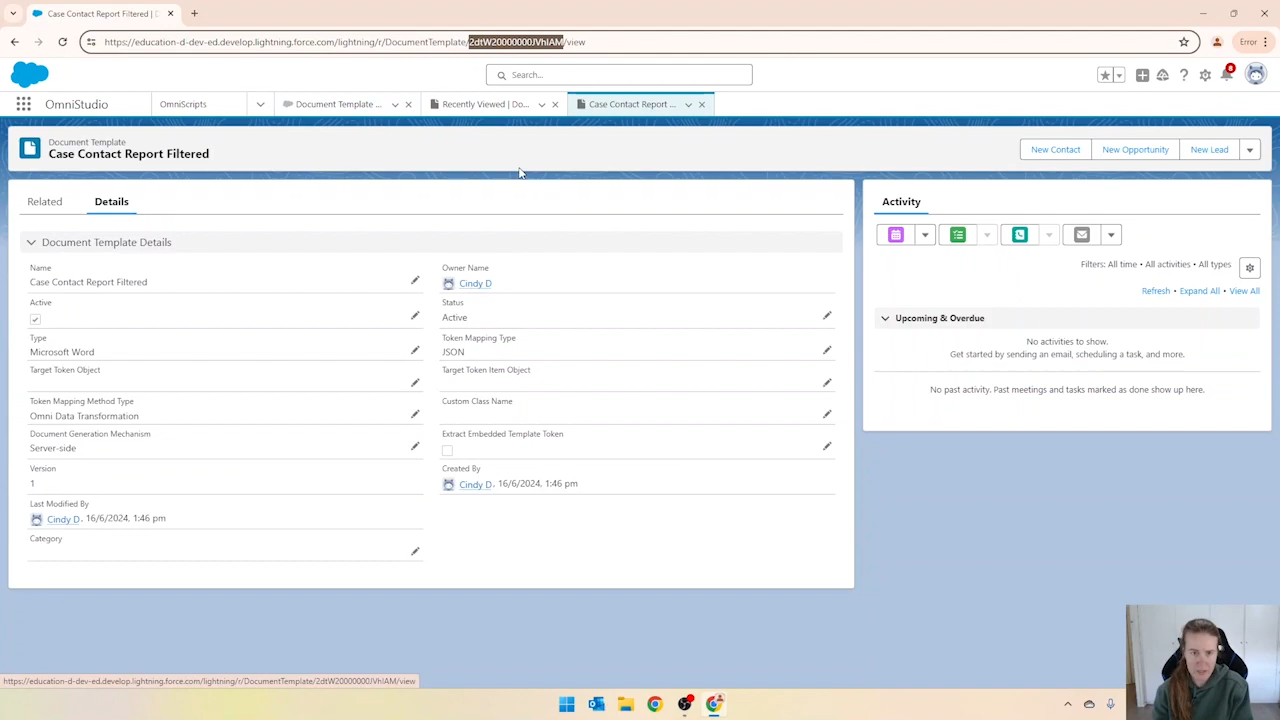 Case Contact Report Filtered | D
https://education-d-dev-ed.develop.lightning.force.com/lightning/r/DocumentTemplate/2dtW20000000JVhIAM/view
Error
Search...
8
OmniStudio
OmniScripts
Document Template ...
Recently Viewed | Do...
Case Contact Report ...
Document Template
Case Contact Report Filtered
New Contact
New Opportunity
New Lead
Related
Details
Document Template Details
Name
Case Contact Report Filtered
Owner Name
Cindy D
Active
Status
Active
Type
Microsoft Word
Token Mapping Type
JSON
Target Token Object
Target Token Item Object
Token Mapping Method Type
Omni Data Transformation
Custom Class Name
Document Generation Mechanism
Server-side
Extract Embedded Template Token
Version
1
Created By
Cindy D, 16/6/2024, 1:46 pm
Last Modified By
Cindy D, 16/6/2024, 1:46 pm
Category
Activity
Filters: All time • All activities • All types
Refresh • Expand All • View All
Upcoming & Overdue
No activities to show.
Get started by sending an email, scheduling a task, and more.
No past activity. Past meetings and tasks marked as done show up here.
https://education-d-dev-ed.develop.lightning.force.com/lightning/r/DocumentTemplate/2dtW20000000JVhIAM/view